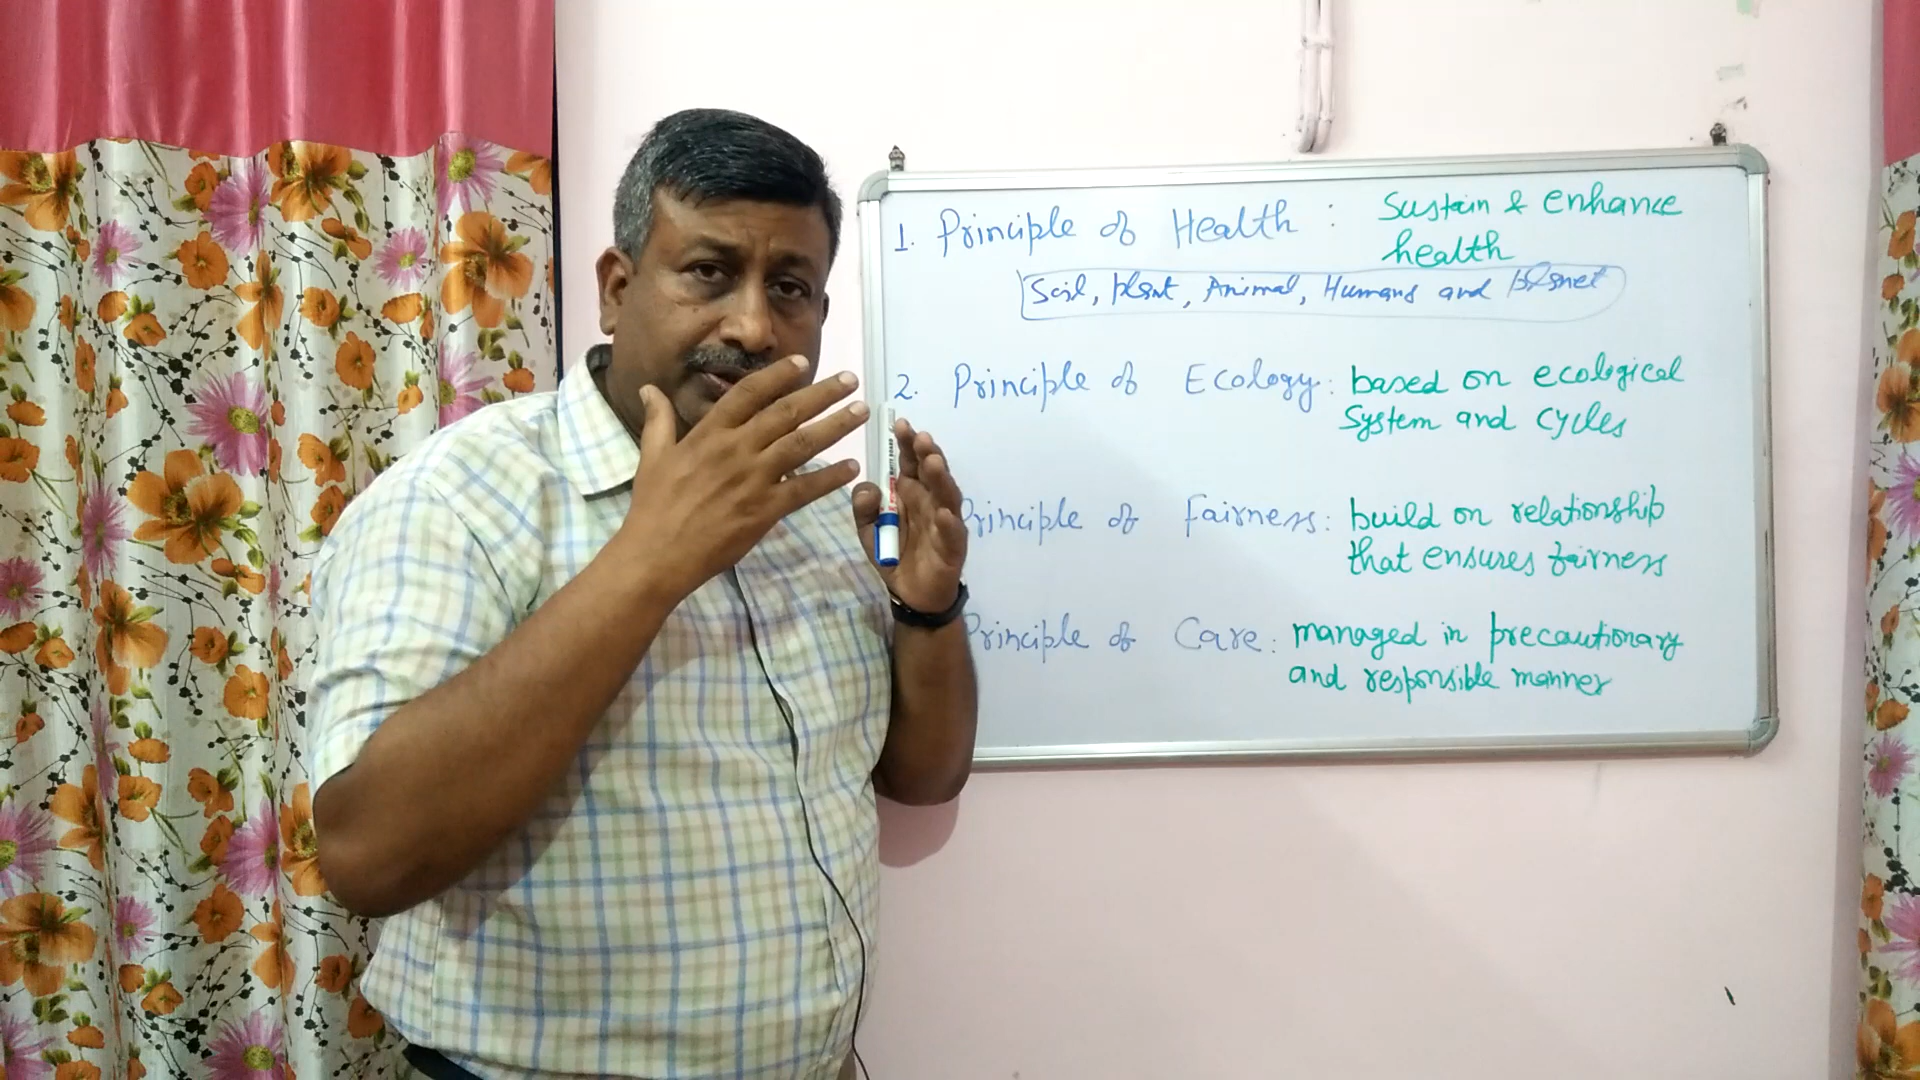 1. Principle of Health : Sustain & enhance
health
Soil, plant, Animal, Humans and planet
2. Principle of Ecology: based on ecological
System and cycles
Principle of fairness: build on relationship
that ensures fairness
Principle of Care: managed in precautionary
and responsible manner